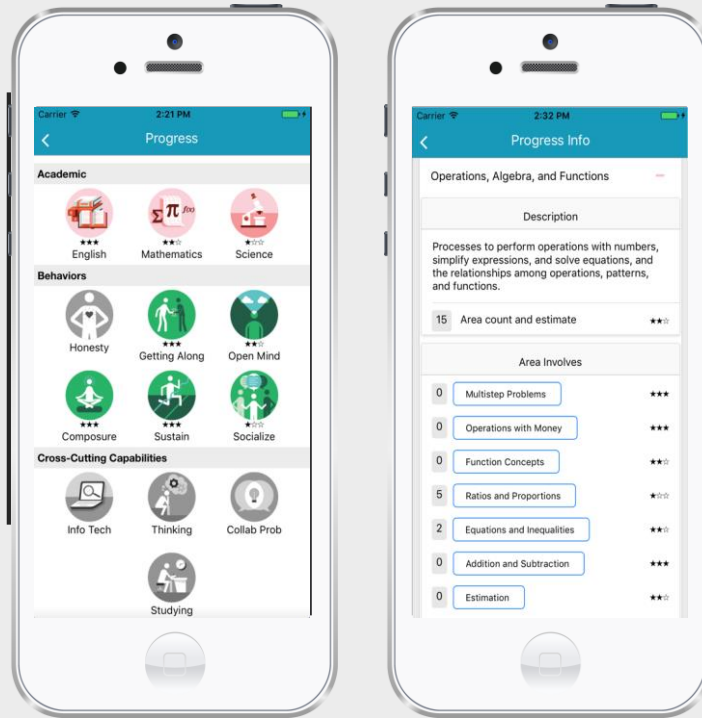 Carrier 2:21 PM
Progress
Academic
Σ π f(x)
★★★ ★★☆ ★☆☆
English Mathematics Science
Behaviors
★★★ ★★☆
Honesty Getting Along Open Mind
★★★ ★★★ ★☆☆
Composure Sustain Socialize
Cross-Cutting Capabilities
Info Tech Thinking Collab Prob
Studying
Carrier 2:32 PM
Progress Info
Operations, Algebra, and Functions
Description
Processes to perform operations with numbers,
simplify expressions, and solve equations, and
the relationships among operations, patterns,
and functions.
15 Area count and estimate ★★☆
Area Involves
0 Multistep Problems ★★★
0 Operations with Money ★★★
0 Function Concepts ★★☆
5 Ratios and Proportions ★☆☆
2 Equations and Inequalities ★★☆
0 Addition and Subtraction ★★★
0 Estimation ★★☆